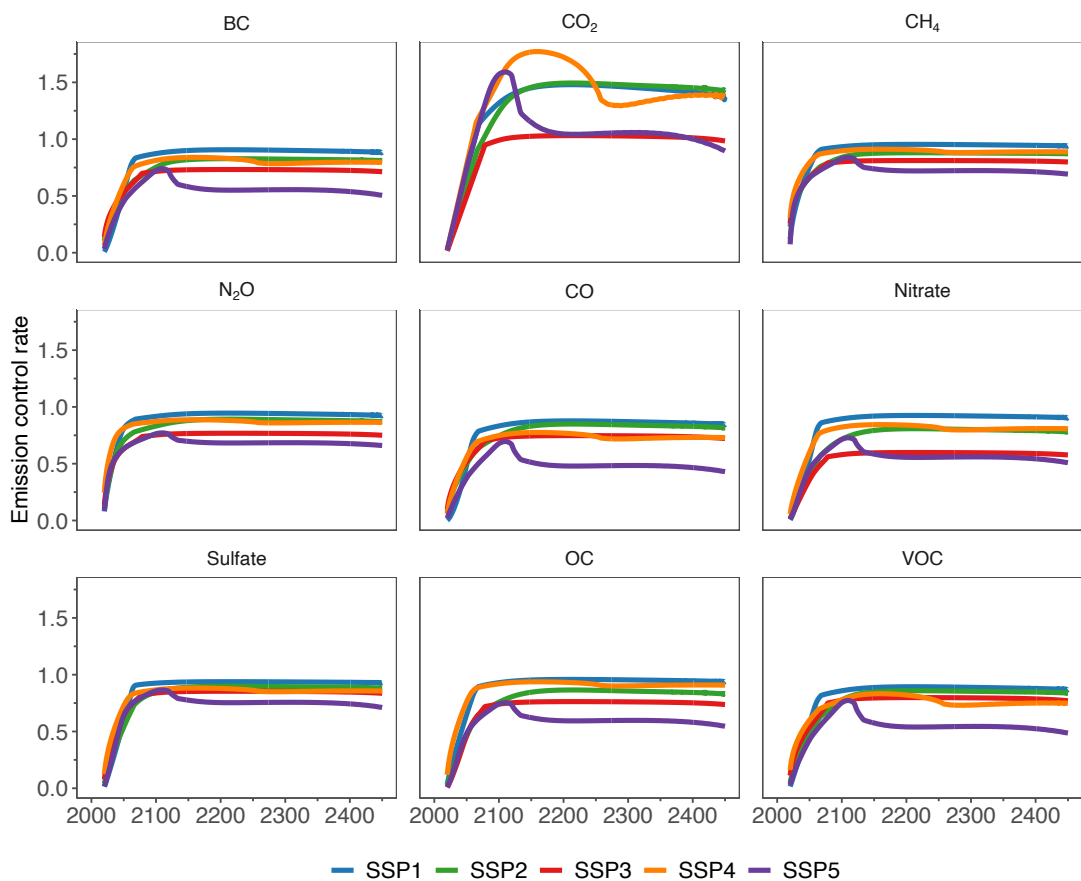 BC CO₂ CH₄
1.5
1.0
0.5
0.0
N₂O CO Nitrate
Emission control rate
1.5
1.0
0.5
0.0
Sulfate OC VOC
1.5
1.0
0.5
0.0
2000 2100 2200 2300 2400 2000 2100 2200 2300 2400 2000 2100 2200 2300 2400
SSP1 SSP2 SSP3 SSP4 SSP5